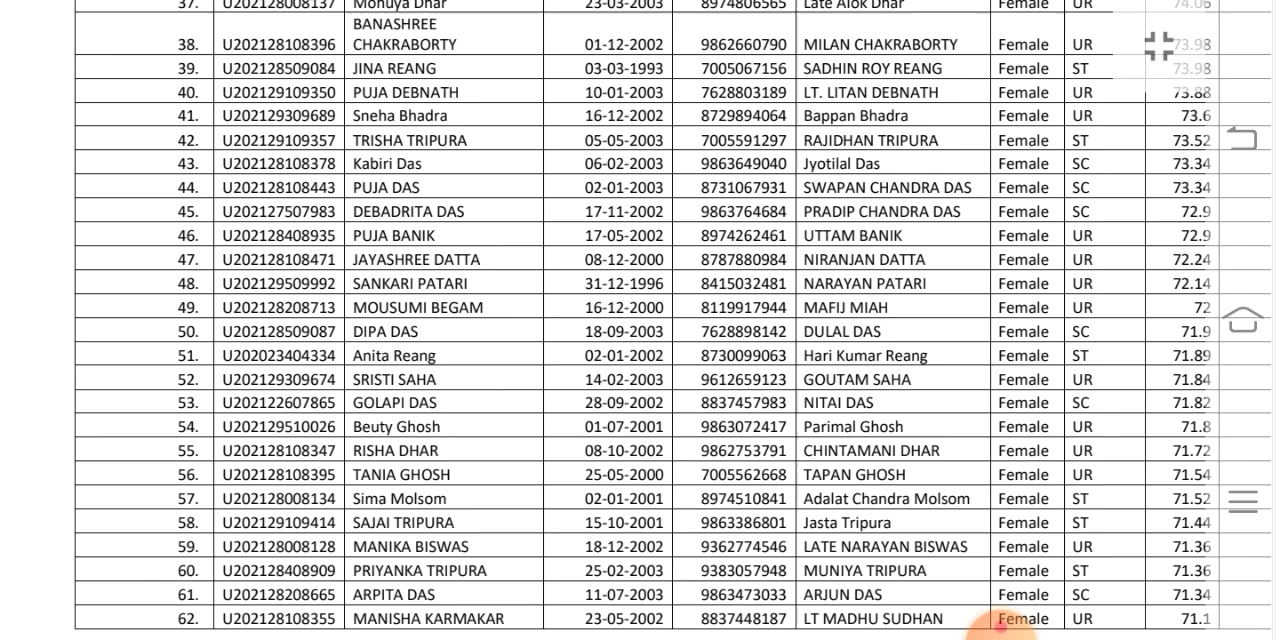 37. U202128008137 Mohuya Dhar 23-03-2003 8974806565 Late Alok Dhar Female UR 74.06
BANASHREE
38. U202128108396 CHAKRABORTY 01-12-2002 9862660790 MILAN CHAKRABORTY Female UR 73.98
39. U202128509084 JINA REANG 03-03-1993 7005067156 SADHIN ROY REANG Female ST 73.98
40. U202129109350 PUJA DEBNATH 10-01-2003 7628803189 LT. LITAN DEBNATH Female UR 73.88
41. U202129309689 Sneha Bhadra 16-12-2002 8729894064 Bappan Bhadra Female UR 73.6
42. U202129109357 TRISHA TRIPURA 05-05-2003 7005591297 RAJIDHAN TRIPURA Female ST 73.52
43. U202128108378 Kabiri Das 06-02-2003 9863649040 Jyotilal Das Female SC 73.34
44. U202128108443 PUJA DAS 02-01-2003 8731067931 SWAPAN CHANDRA DAS Female SC 73.34
45. U202127507983 DEBADRITA DAS 17-11-2002 9863764684 PRADIP CHANDRA DAS Female SC 72.9
46. U202128408935 PUJA BANIK 17-05-2002 8974262461 UTTAM BANIK Female UR 72.9
47. U202128108471 JAYASHREE DATTA 08-12-2000 8787880984 NIRANJAN DATTA Female UR 72.24
48. U202129509992 SANKARI PATARI 31-12-1996 8415032481 NARAYAN PATARI Female UR 72.14
49. U202128208713 MOUSUMI BEGAM 16-12-2000 8119917944 MAFIJ MIAH Female UR 72
50. U202128509087 DIPA DAS 18-09-2003 7628898142 DULAL DAS Female SC 71.9
51. U202023404334 Anita Reang 02-01-2002 8730099063 Hari Kumar Reang Female ST 71.89
52. U202129309674 SRISTI SAHA 14-02-2003 9612659123 GOUTAM SAHA Female UR 71.84
53. U202122607865 GOLAPI DAS 28-09-2002 8837457983 NITAI DAS Female SC 71.82
54. U202129510026 Beuty Ghosh 01-07-2001 9863072417 Parimal Ghosh Female UR 71.8
55. U202128108347 RISHA DHAR 08-10-2002 9862753791 CHINTAMANI DHAR Female UR 71.72
56. U202128108395 TANIA GHOSH 25-05-2000 7005562668 TAPAN GHOSH Female UR 71.54
57. U202128008134 Sima Molsom 02-01-2001 8974510841 Adalat Chandra Molsom Female ST 71.52
58. U202129109414 SAJAI TRIPURA 15-10-2001 9863386801 Jasta Tripura Female ST 71.44
59. U202128008128 MANIKA BISWAS 18-12-2002 9362774546 LATE NARAYAN BISWAS Female UR 71.36
60. U202128408909 PRIYANKA TRIPURA 25-02-2003 9383057948 MUNIYA TRIPURA Female ST 71.36
61. U202128208665 ARPITA DAS 11-07-2003 9863473033 ARJUN DAS Female SC 71.34
62. U202128108355 MANISHA KARMAKAR 23-05-2002 8837448187 LT MADHU SUDHAN Female UR 71.1